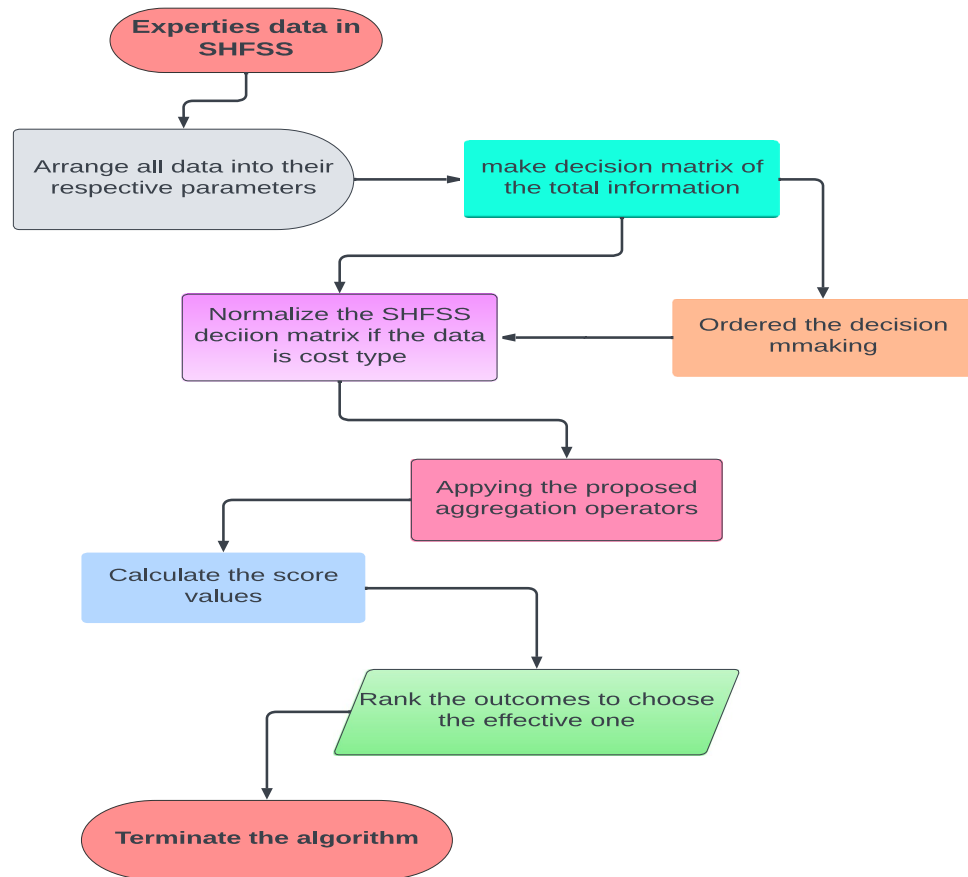 Experties data in
SHFSS
Arrange all data into their
respective parameters
make decision matrix of
the total information
Normalize the SHFSS
deciion matrix if the data
is cost type
Ordered the decision
mmaking
Appying the proposed
aggregation operators
Calculate the score
values
Rank the outcomes to choose
the effective one
Terminate the algorithm